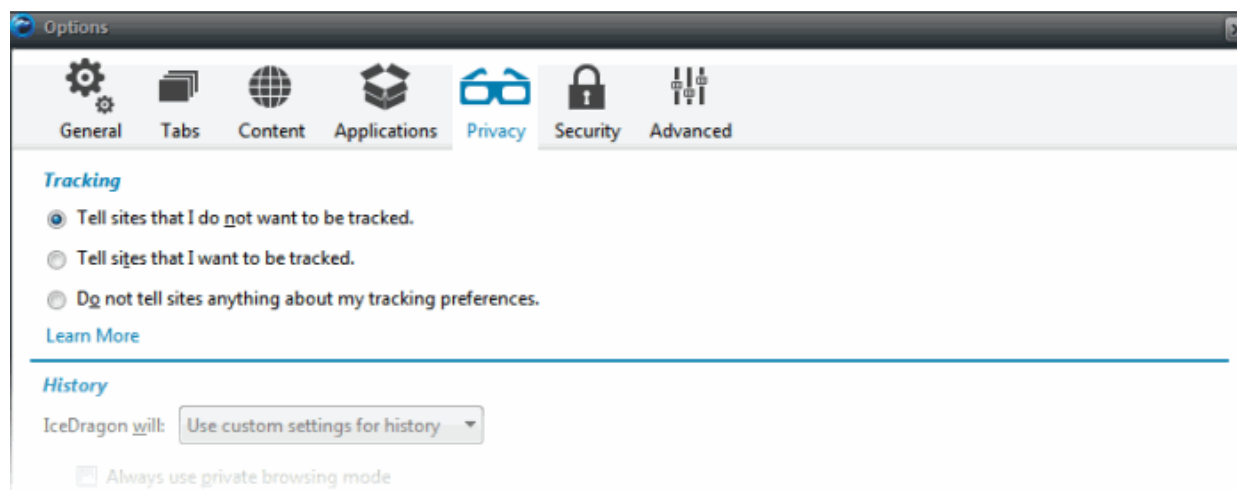 Options
General Tabs Content Applications Privacy Security Advanced
Tracking
Tell sites that I do not want to be tracked.
Tell sites that I want to be tracked.
Do not tell sites anything about my tracking preferences.
Learn More
History
IceDragon will: Use custom settings for history
Always use private browsing mode